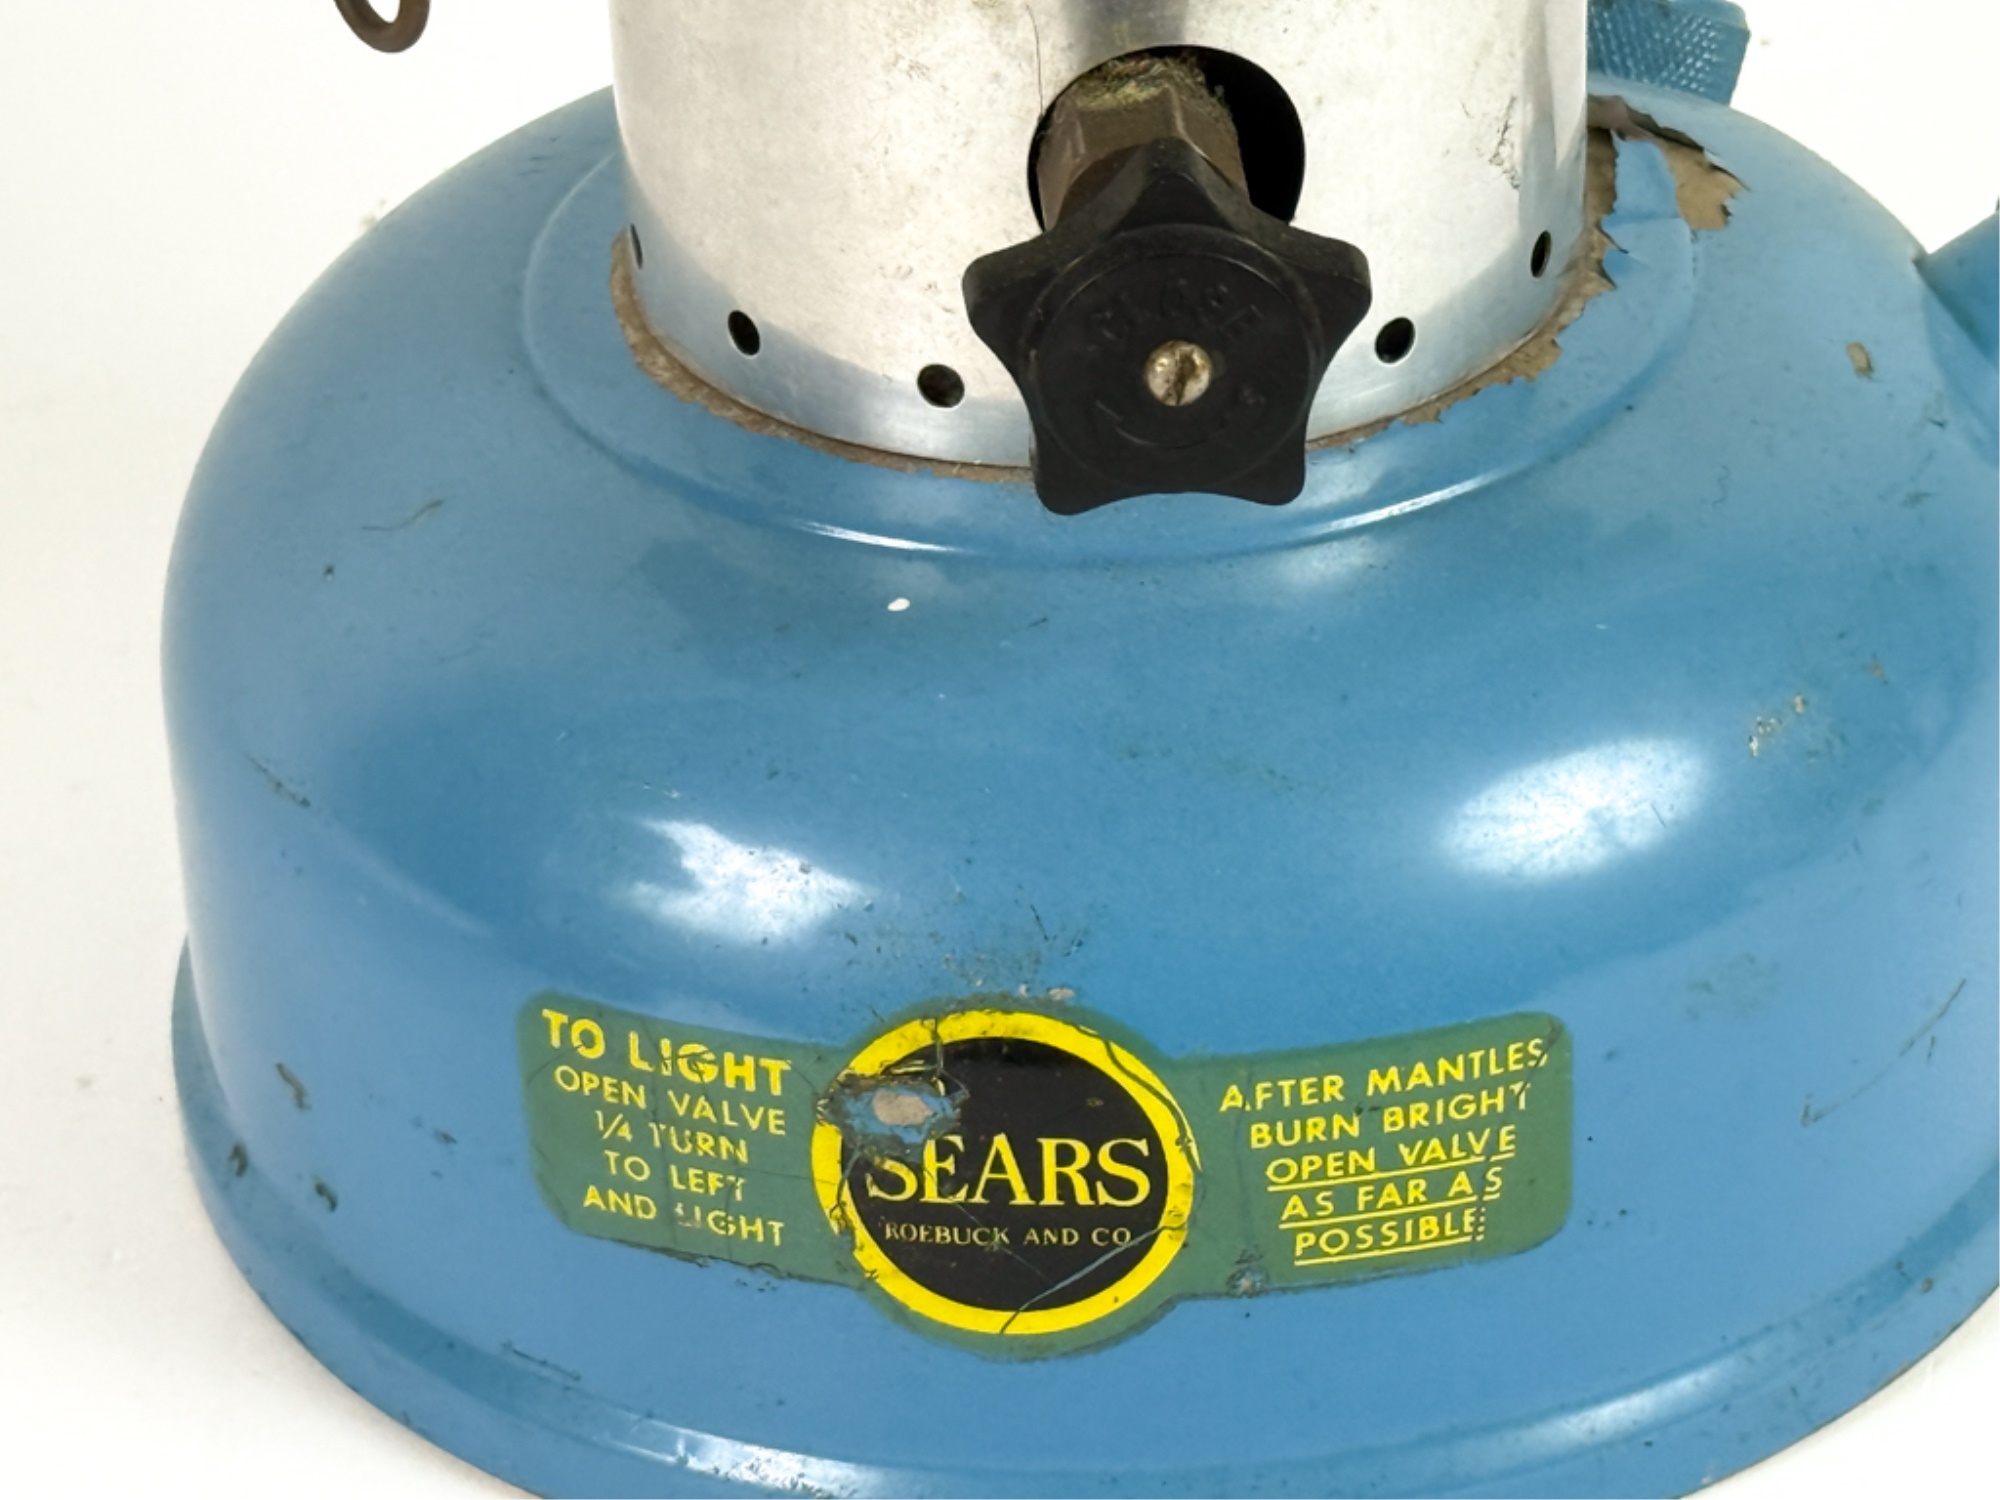 CLOSE
TO LIGHT
OPEN VALVE
1/4 TURN
TO LEFT
AND LIGHT
SEARS
ROEBUCK AND CO.
AFTER MANTLES
BURN BRIGHT
OPEN VALVE
AS FAR AS
POSSIBLE